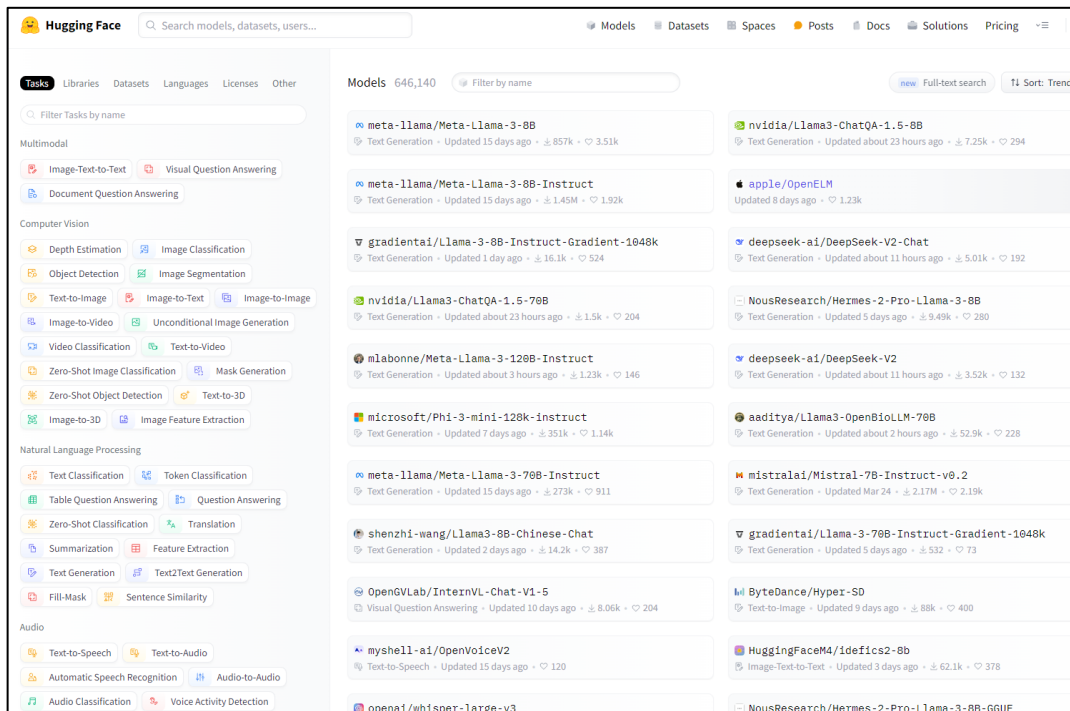 Hugging Face
Search models, datasets, users...
Models
Datasets
Spaces
Posts
Docs
Solutions
Pricing
Tasks
Libraries
Datasets
Languages
Licenses
Other
Filter Tasks by name
Multimodal
Image-Text-to-Text
Visual Question Answering
Document Question Answering
Computer Vision
Depth Estimation
Image Classification
Object Detection
Image Segmentation
Text-to-Image
Image-to-Text
Image-to-Image
Image-to-Video
Unconditional Image Generation
Video Classification
Text-to-Video
Zero-Shot Image Classification
Mask Generation
Zero-Shot Object Detection
Text-to-3D
Image-to-3D
Image Feature Extraction
Natural Language Processing
Text Classification
Token Classification
Table Question Answering
Question Answering
Zero-Shot Classification
Translation
Summarization
Feature Extraction
Text Generation
Text2Text Generation
Fill-Mask
Sentence Similarity
Audio
Text-to-Speech
Text-to-Audio
Automatic Speech Recognition
Audio-to-Audio
Audio Classification
Voice Activity Detection
Models 646,140
Filter by name
new Full-text search
Sort: Trend
meta-llama/Meta-Llama-3-8B
Text Generation • Updated 15 days ago • 857k • 3.51k
nvidia/Llama3-ChatQA-1.5-8B
Text Generation • Updated about 23 hours ago • 7.25k • 294
meta-llama/Meta-Llama-3-8B-Instruct
Text Generation • Updated 15 days ago • 1.45M • 1.92k
apple/OpenELM
Updated 8 days ago • 1.23k
gradientai/Llama-3-8B-Instruct-Gradient-1048k
Text Generation • Updated 1 day ago • 16.1k • 524
deepseek-ai/DeepSeek-V2-Chat
Text Generation • Updated about 11 hours ago • 5.01k • 192
nvidia/Llama3-ChatQA-1.5-70B
Text Generation • Updated about 23 hours ago • 1.5k • 204
NousResearch/Hermes-2-Pro-Llama-3-8B
Text Generation • Updated 5 days ago • 9.49k • 280
mlabonne/Meta-Llama-3-120B-Instruct
Text Generation • Updated about 3 hours ago • 1.23k • 146
deepseek-ai/DeepSeek-V2
Text Generation • Updated about 11 hours ago • 3.52k • 132
microsoft/Phi-3-mini-128k-instruct
Text Generation • Updated 7 days ago • 351k • 1.14k
aaditya/Llama3-OpenBioLLM-70B
Text Generation • Updated about 2 hours ago • 52.9k • 228
meta-llama/Meta-Llama-3-70B-Instruct
Text Generation • Updated 15 days ago • 273k • 911
mistralai/Mistral-7B-Instruct-v0.2
Text Generation • Updated Mar 24 • 2.17M • 2.19k
shenzhi-wang/Llama3-8B-Chinese-Chat
Text Generation • Updated 2 days ago • 14.2k • 387
gradientai/Llama-3-70B-Instruct-Gradient-1048k
Text Generation • Updated 5 days ago • 532 • 73
OpenGVLab/InternVL-Chat-V1-5
Visual Question Answering • Updated 10 days ago • 8.06k • 204
ByteDance/Hyper-SD
Text-to-Image • Updated 9 days ago • 88k • 400
myshell-ai/OpenVoiceV2
Text-to-Speech • Updated 15 days ago • 120
HuggingFaceM4/idefics2-8b
Image-Text-to-Text • Updated 3 days ago • 62.1k • 378
openai/whisper-large-v3
NousResearch/Hermes-2-Pro-Llama-3-8B-GGUF